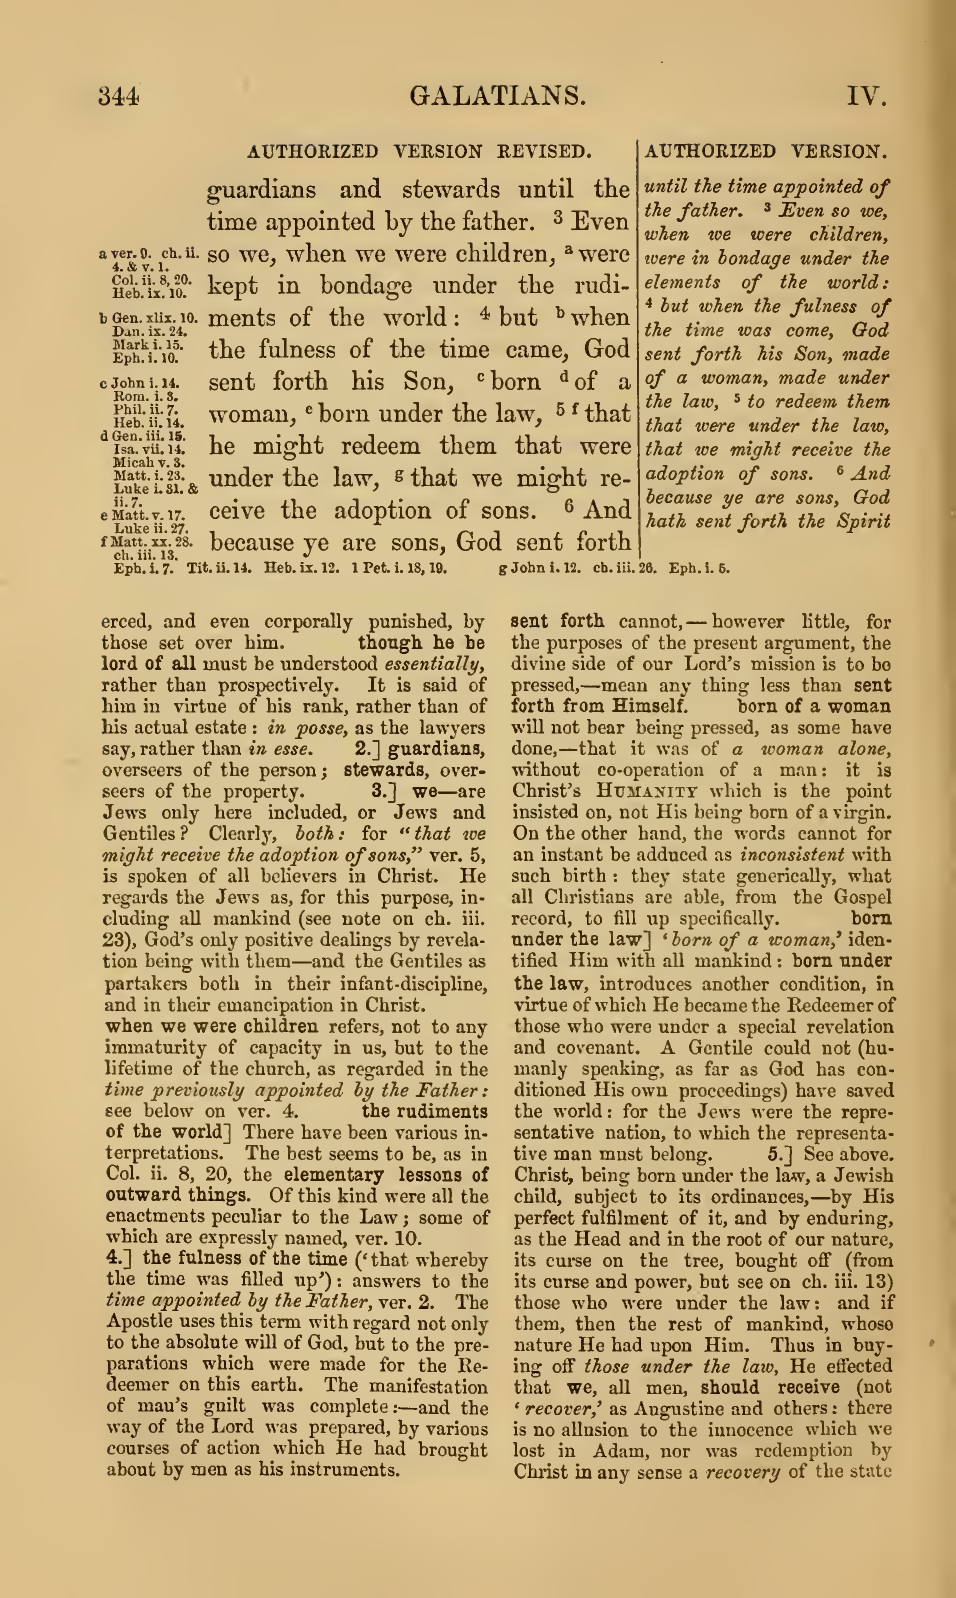 344 GALATIANS. IV.
AUTHORIZED VERSION REVISED.
guardians and stewards until the
time appointed by the father. 3 Even
so we, when we were children, a were
kept in bondage under the rudi-
ments of the world : 4 but b when
the fulness of the time came, God
sent forth his Son, c born d of a
woman, e born under the law, 5 f that
he might redeem them that were
under the law, g that we might re-
ceive the adoption of sons. 6 And
because ye are sons, God sent forth
AUTHORIZED VERSION.
until the time appointed of
the father. 3 Even so we,
when we were children,
were in bondage under the
elements of the world:
4 but when the fulness of
the time was come, God
sent forth his Son, made
of a woman, made under
the law, 5 to redeem them
that were under the law,
that we might receive the
adoption of sons. 6 And
because ye are sons, God
hath sent forth the Spirit
a ver. 9. ch. ii.
4. & v. 1.
Col. ii. 8, 20.
Heb. ix. 10.
b Gen. xlix. 10.
Dan. ix. 24.
Mark i. 15.
Eph. i. 10.
c John i. 14.
Rom. i. 3.
Phil. ii. 7.
Heb. ii. 14.
d Gen. iii. 15.
Isa. vii. 14.
Micah v. 3.
Matt. i. 23.
Luke i. 31. &
ii. 7.
e Matt. v. 17.
Luke ii. 27.
f Matt. xx. 28.
ch. iii. 13.
Eph. i. 7. Tit. ii. 14. Heb. ix. 12. 1 Pet. i. 18, 19. g John i. 12. ch. iii. 26. Eph. i. 5.
erced, and even corporally punished, by
those set over him. though he be
lord of all must be understood essentially,
rather than prospectively. It is said of
him in virtue of his rank, rather than of
his actual estate : in posse, as the lawyers
say, rather than in esse. 2.] guardians,
overseers of the person ; stewards, over-
seers of the property. 3.] we—are
Jews only here included, or Jews and
Gentiles ? Clearly, both : for “ that we
might receive the adoption of sons,” ver. 5,
is spoken of all believers in Christ. He
regards the Jews as, for this purpose, in-
cluding all mankind (see note on ch. iii.
23), God's only positive dealings by revela-
tion being with them—and the Gentiles as
partakers both in their infant-discipline,
and in their emancipation in Christ.
when we were children refers, not to any
immaturity of capacity in us, but to the
lifetime of the church, as regarded in the
time previously appointed by the Father :
see below on ver. 4. the rudiments
of the world] There have been various in-
terpretations. The best seems to be, as in
Col. ii. 8, 20, the elementary lessons of
outward things. Of this kind were all the
enactments peculiar to the Law ; some of
which are expressly named, ver. 10.
4.] the fulness of the time (‘ that whereby
the time was filled up’) : answers to the
time appointed by the Father, ver. 2. The
Apostle uses this term with regard not only
to the absolute will of God, but to the pre-
parations which were made for the Re-
deemer on this earth. The manifestation
of man's guilt was complete :—and the
way of the Lord was prepared, by various
courses of action which He had brought
about by men as his instruments.
sent forth cannot,—however little, for
the purposes of the present argument, the
divine side of our Lord's mission is to be
pressed,—mean any thing less than sent
forth from Himself. born of a woman
will not bear being pressed, as some have
done,—that it was of a woman alone,
without co-operation of a man : it is
Christ's HUMANITY which is the point
insisted on, not His being born of a virgin.
On the other hand, the words cannot for
an instant be adduced as inconsistent with
such birth : they state generically, what
all Christians are able, from the Gospel
record, to fill up specifically. born
under the law] ‘ born of a woman,’ iden-
tified Him with all mankind : born under
the law, introduces another condition, in
virtue of which He became the Redeemer of
those who were under a special revelation
and covenant. A Gentile could not (hu-
manly speaking, as far as God has con-
ditioned His own proceedings) have saved
the world : for the Jews were the repre-
sentative nation, to which the representa-
tive man must belong. 5.] See above.
Christ, being born under the law, a Jewish
child, subject to its ordinances,—by His
perfect fulfilment of it, and by enduring,
as the Head and in the root of our nature,
its curse on the tree, bought off (from
its curse and power, but see on ch. iii. 13)
those who were under the law : and if
them, then the rest of mankind, whose
nature He had upon Him. Thus in buy-
ing off those under the law, He effected
that we, all men, should receive (not
‘ recover,’ as Augustine and others : there
is no allusion to the innocence which we
lost in Adam, nor was redemption by
Christ in any sense a recovery of the state